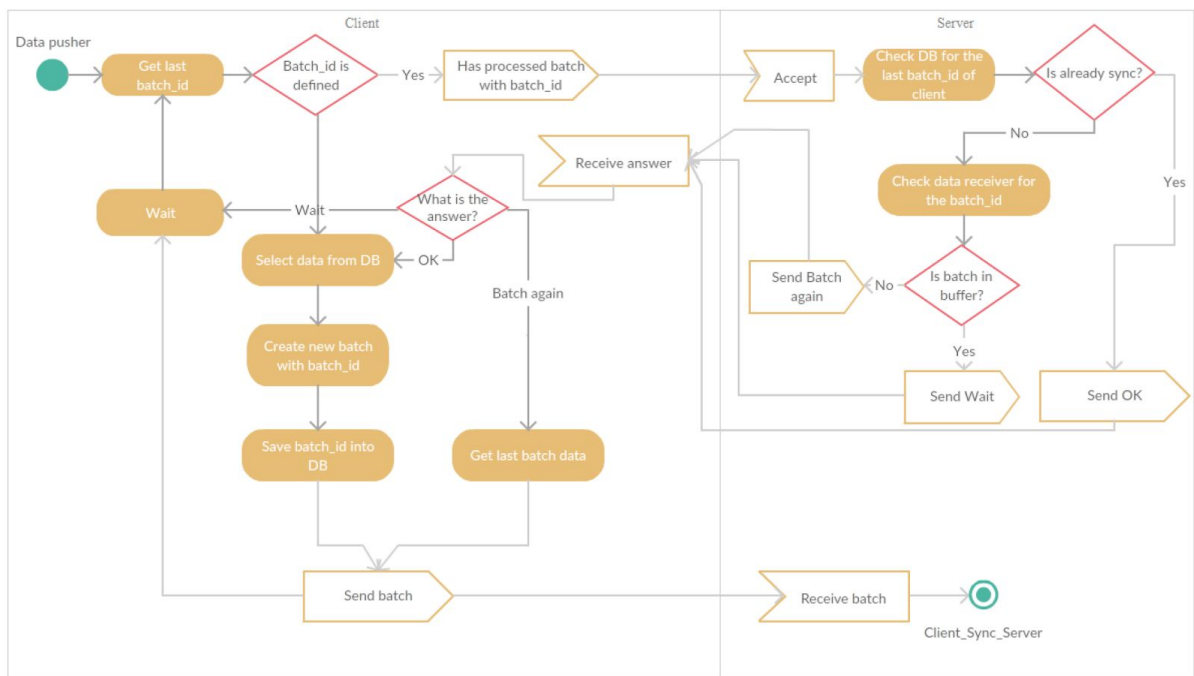 Client
Server
Data pusher
Get last
batch_id
Batch_id is
defined
Yes
Has processed batch
with batch_id
Accept
Check DB for the
last batch_id of
client
Is already sync?
No
Yes
Receive answer
Check data receiver for
the batch_id
Wait
Wait
What is the
answer?
Select data from DB
OK
Batch again
Send Batch
again
No
Is batch in
buffer?
Yes
Create new batch
with batch_id
Send Wait
Send OK
Save batch_id into
DB
Get last batch data
Send batch
Receive batch
Client_Sync_Server